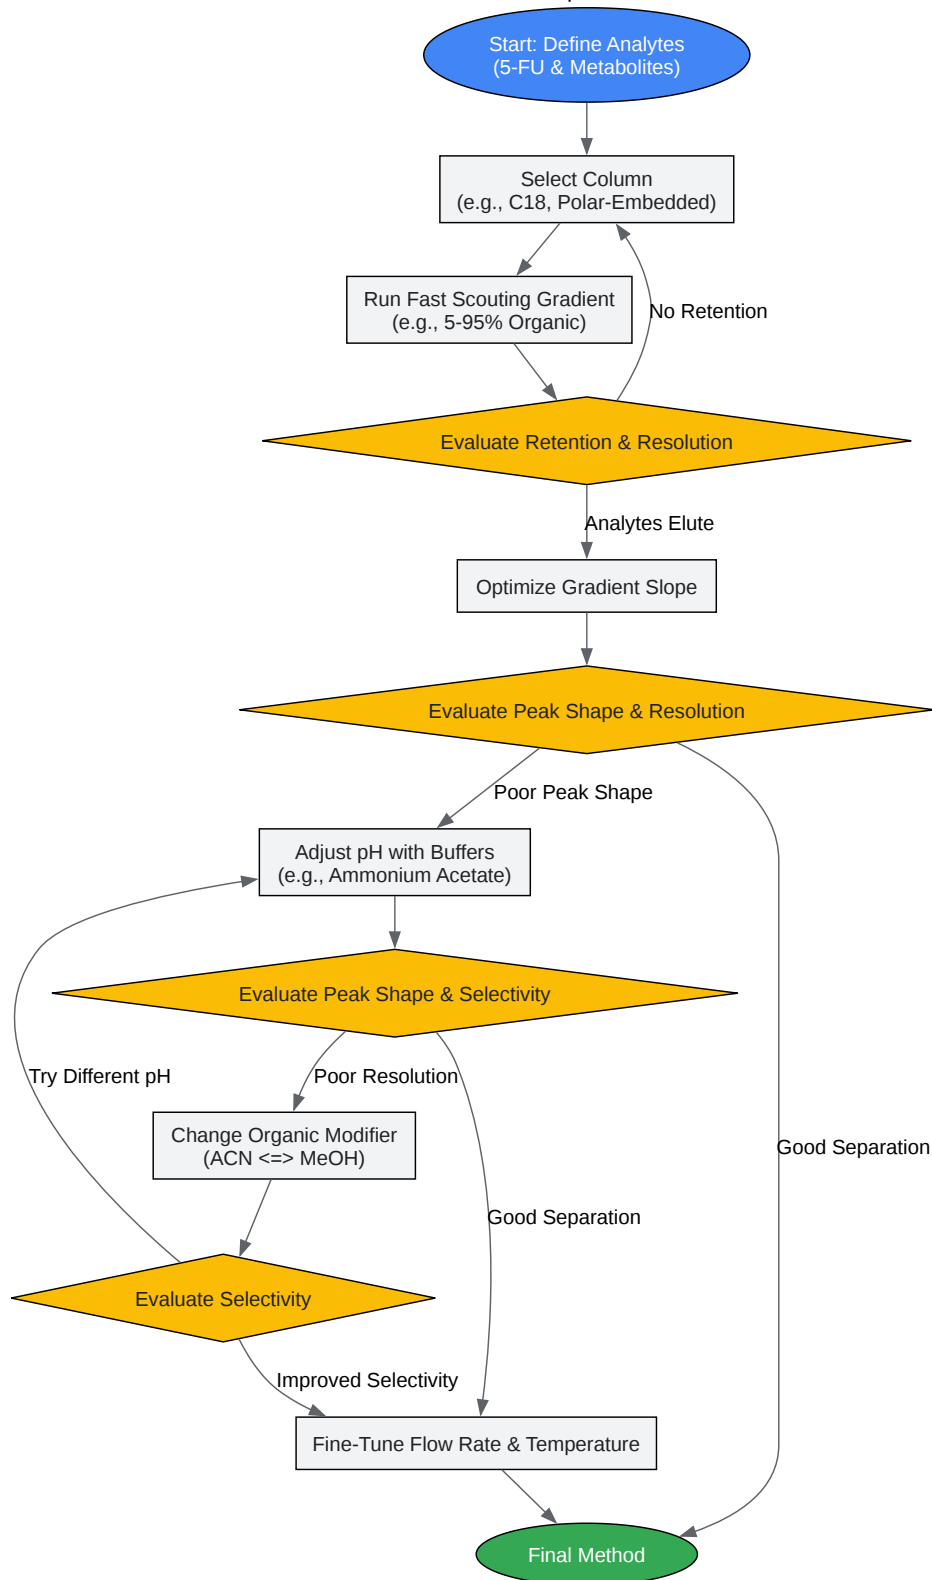 Start: Define Analytes
(5-FU & Metabolites)
Select Column
(e.g., C18, Polar-Embedded)
Run Fast Scouting Gradient
(e.g., 5-95% Organic)
No Retention
Evaluate Retention & Resolution
Analytes Elute
Optimize Gradient Slope
Evaluate Peak Shape & Resolution
Poor Peak Shape
Adjust pH with Buffers
(e.g., Ammonium Acetate)
Evaluate Peak Shape & Selectivity
Try Different pH
Poor Resolution
Change Organic Modifier
(ACN <=> MeOH)
Good Separation
Good Separation
Evaluate Selectivity
Improved Selectivity
Fine-Tune Flow Rate & Temperature
Final Method